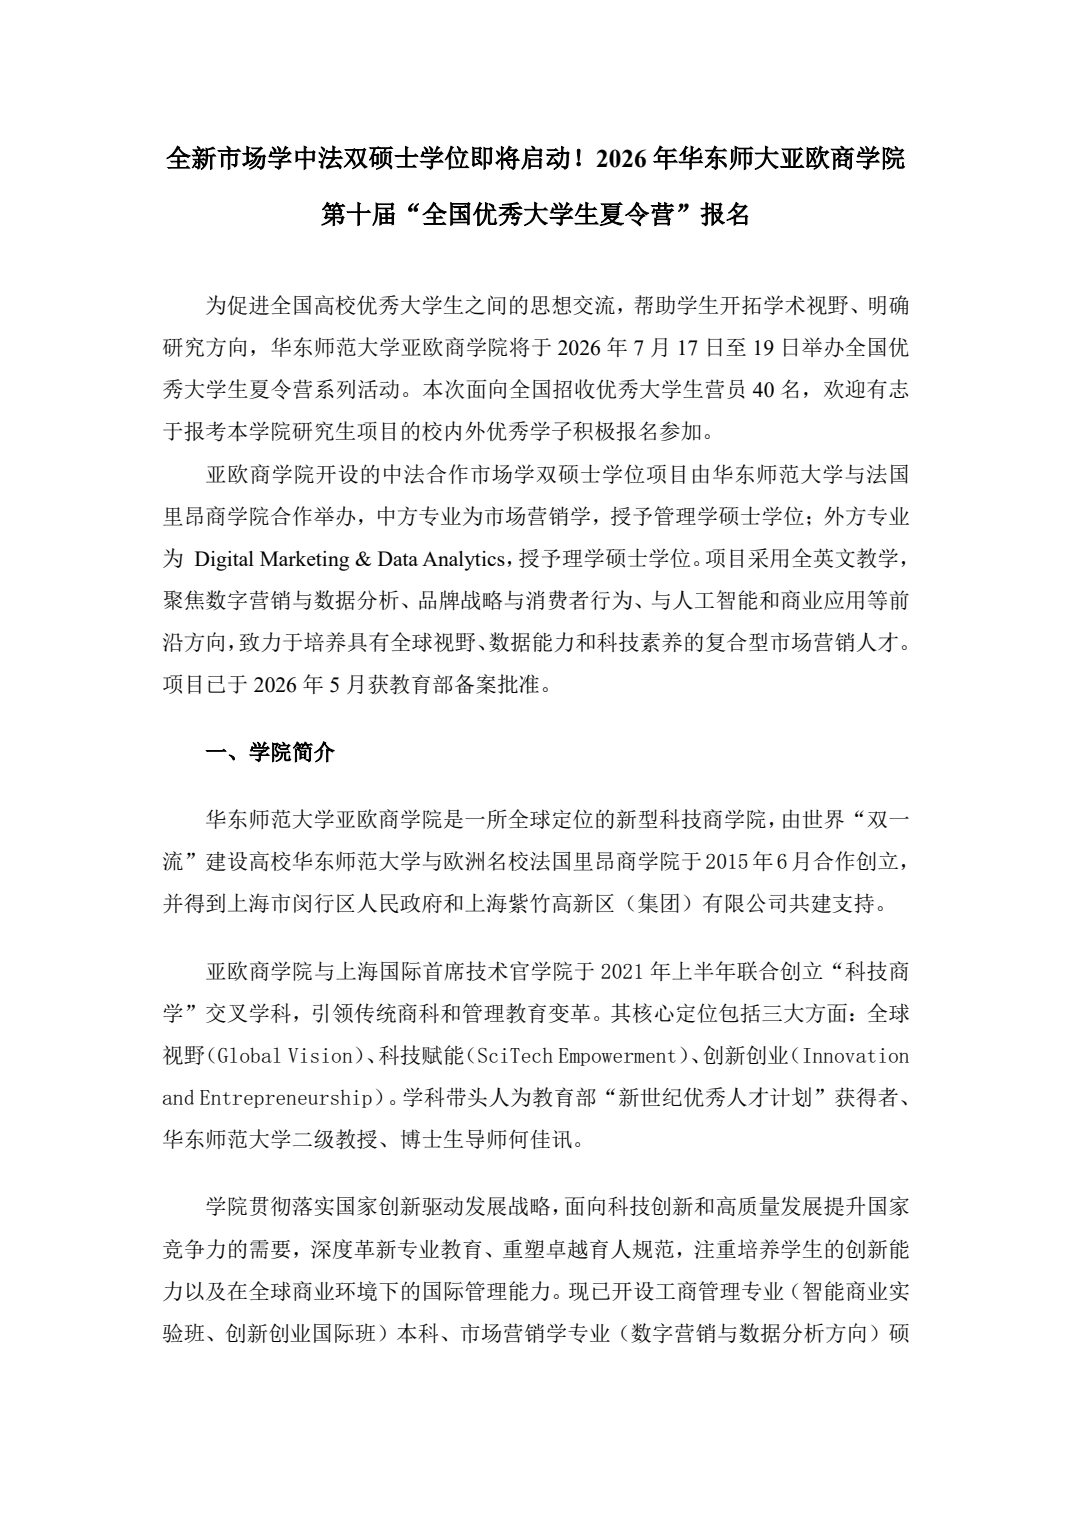 全新市场学中法双硕士学位即将启动！2026 年华东师大亚欧商学院
第十届“全国优秀大学生夏令营”报名
为促进全国高校优秀大学生之间的思想交流，帮助学生开拓学术视野、明确
研究方向，华东师范大学亚欧商学院将于 2026 年 7 月 17 日至 19 日举办全国优
秀大学生夏令营系列活动。本次面向全国招收优秀大学生营员 40 名，欢迎有志
于报考本学院研究生项目的校内外优秀学子积极报名参加。
亚欧商学院开设的中法合作市场学双硕士学位项目由华东师范大学与法国
里昂商学院合作举办，中方专业为市场营销学，授予管理学硕士学位；外方专业
为 Digital Marketing & Data Analytics，授予理学硕士学位。项目采用全英文教学，
聚焦数字营销与数据分析、品牌战略与消费者行为、与人工智能和商业应用等前
沿方向，致力于培养具有全球视野、数据能力和科技素养的复合型市场营销人才。
项目已于 2026 年 5 月获教育部备案批准。
一、学院简介
华东师范大学亚欧商学院是一所全球定位的新型科技商学院，由世界“双一
流”建设高校华东师范大学与欧洲名校法国里昂商学院于2015年6月合作创立，
并得到上海市闵行区人民政府和上海紫竹高新区（集团）有限公司共建支持。
亚欧商学院与上海国际首席技术官学院于 2021 年上半年联合创立“科技商
学”交叉学科，引领传统商科和管理教育变革。其核心定位包括三大方面：全球
视野（Global Vision）、科技赋能（SciTech Empowerment）、创新创业（Innovation
and Entrepreneurship）。学科带头人为教育部“新世纪优秀人才计划”获得者、
华东师范大学二级教授、博士生导师何佳讯。
学院贯彻落实国家创新驱动发展战略，面向科技创新和高质量发展提升国家
竞争力的需要，深度革新专业教育、重塑卓越育人规范，注重培养学生的创新能
力以及在全球商业环境下的国际管理能力。现已开设工商管理专业（智能商业实
验班、创新创业国际班）本科、市场营销学专业（数字营销与数据分析方向）硕